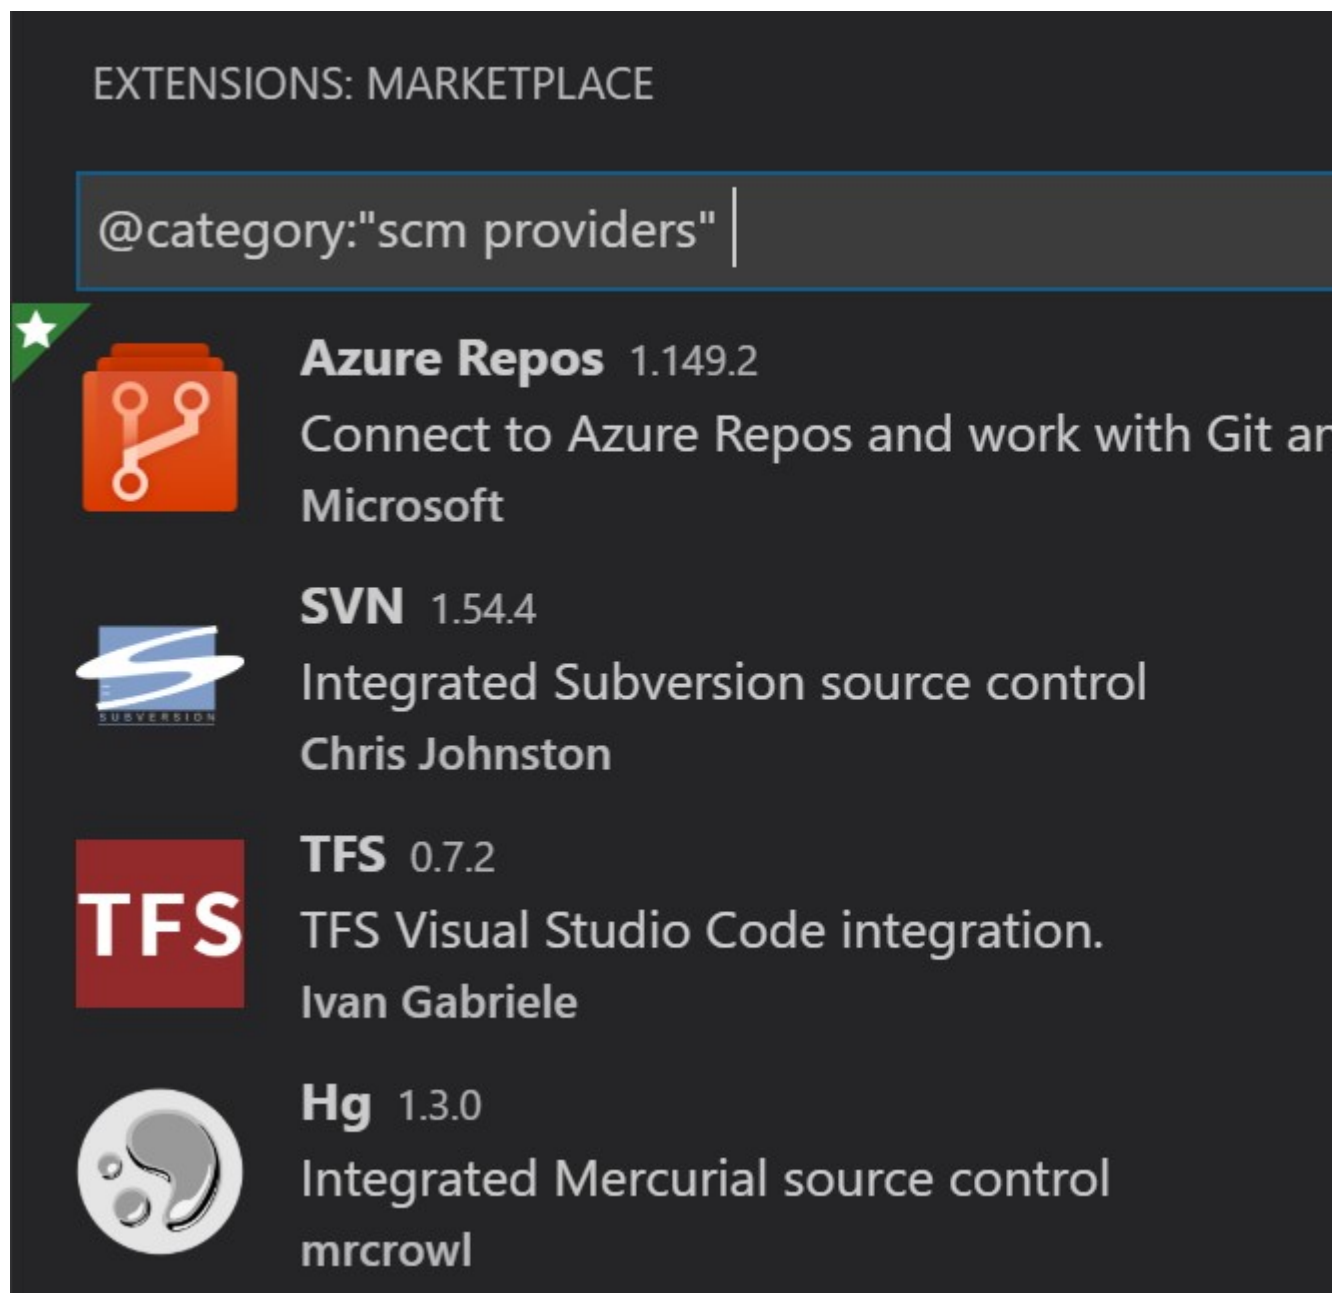 EXTENSIONS: MARKETPLACE
@category:"scm providers"
Azure Repos 1.149.2
Connect to Azure Repos and work with Git
Microsoft
SVN 1.54.4
Integrated Subversion source control
SUBVERSION
Chris Johnston
TFS 0.7.2
TFS
TFS Visual Studio Code integration.
Ivan Gabriele
Hg 1.3.0
Integrated Mercurial source control
mrcrowl